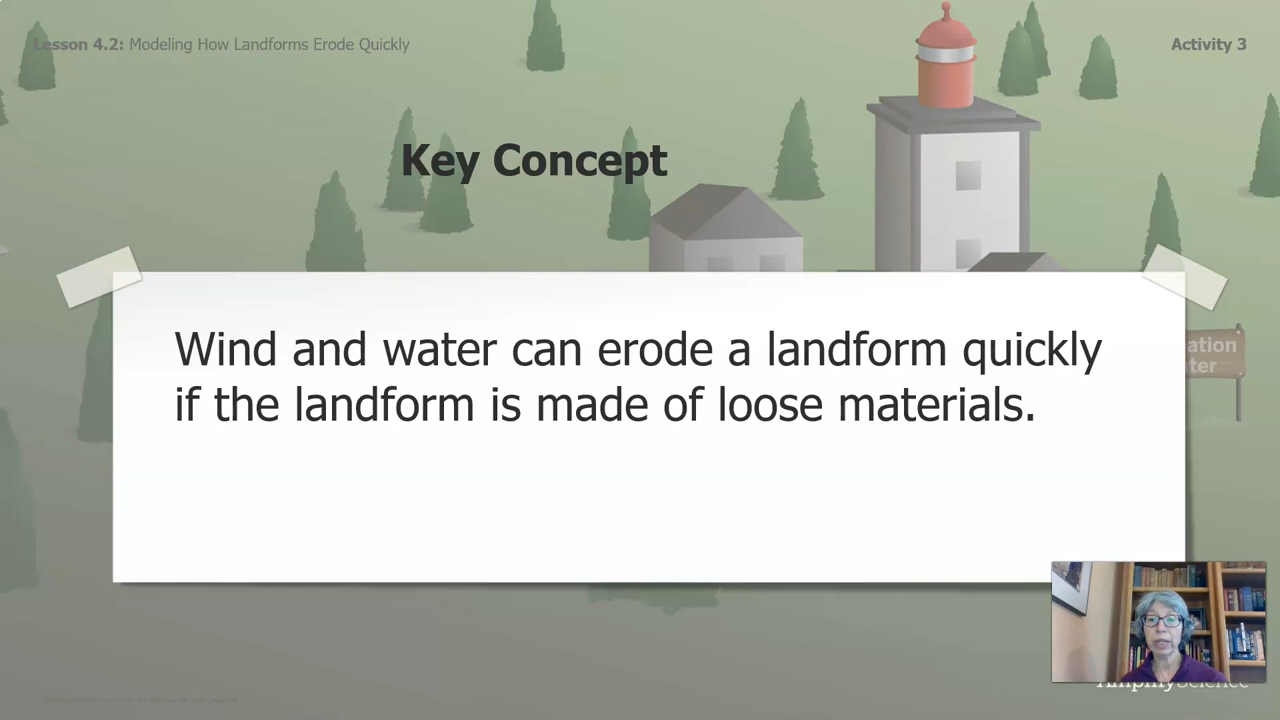 Lesson 4.2: Modeling How Landforms Erode Quickly
Activity 3
Key Concept
Wind and water can erode a landform quickly
if the landform is made of loose materials.